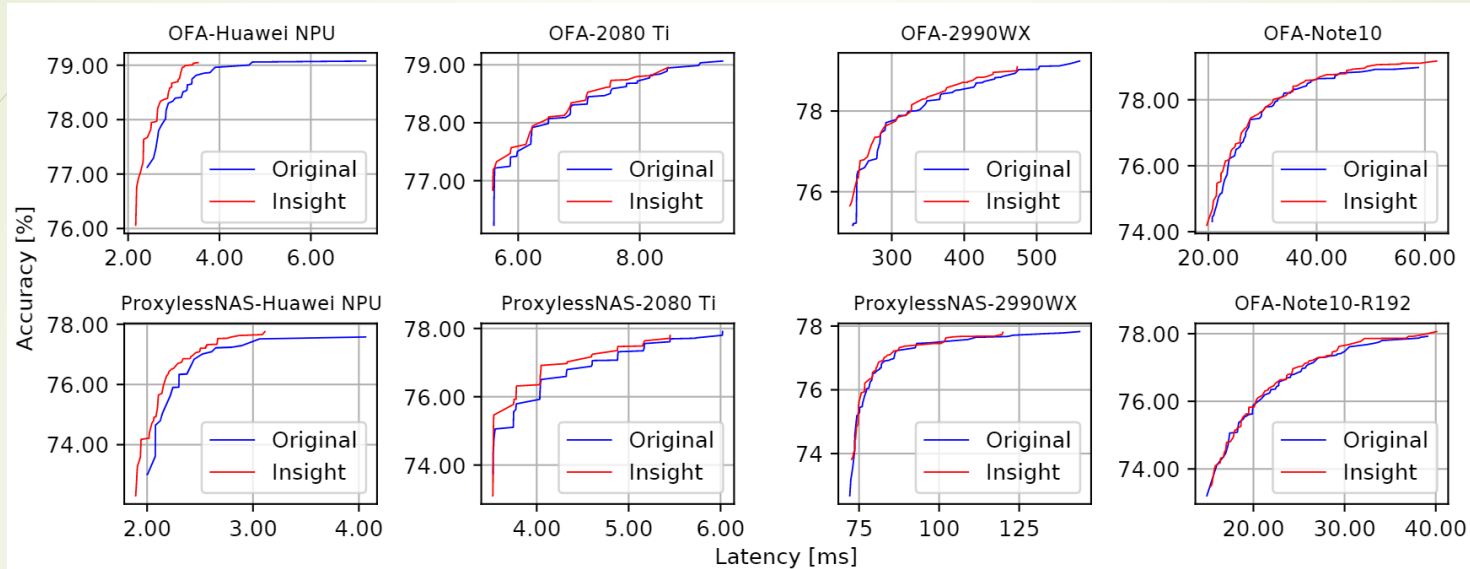 OFA-Huawei NPU
79.00
78.00
77.00
76.00
2.00 4.00 6.00
Original
Insight
OFA-2080 Ti
79.00
78.00
77.00
6.00 8.00
Original
Insight
OFA-2990WX
78
76
300 400 500
Original
Insight
OFA-Note10
78.00
76.00
74.00
20.00 40.00 60.00
Original
Insight
Accuracy [%]
ProxylessNAS-Huawei NPU
78.00
76.00
74.00
2.00 3.00 4.00
Original
Insight
ProxylessNAS-2080 Ti
78.00
76.00
74.00
4.00 5.00 6.00
Original
Insight
ProxylessNAS-2990WX
78
76
74
75 100 125
Original
Insight
OFA-Note10-R192
78.00
76.00
74.00
20.00 30.00 40.00
Original
Insight
Latency [ms]